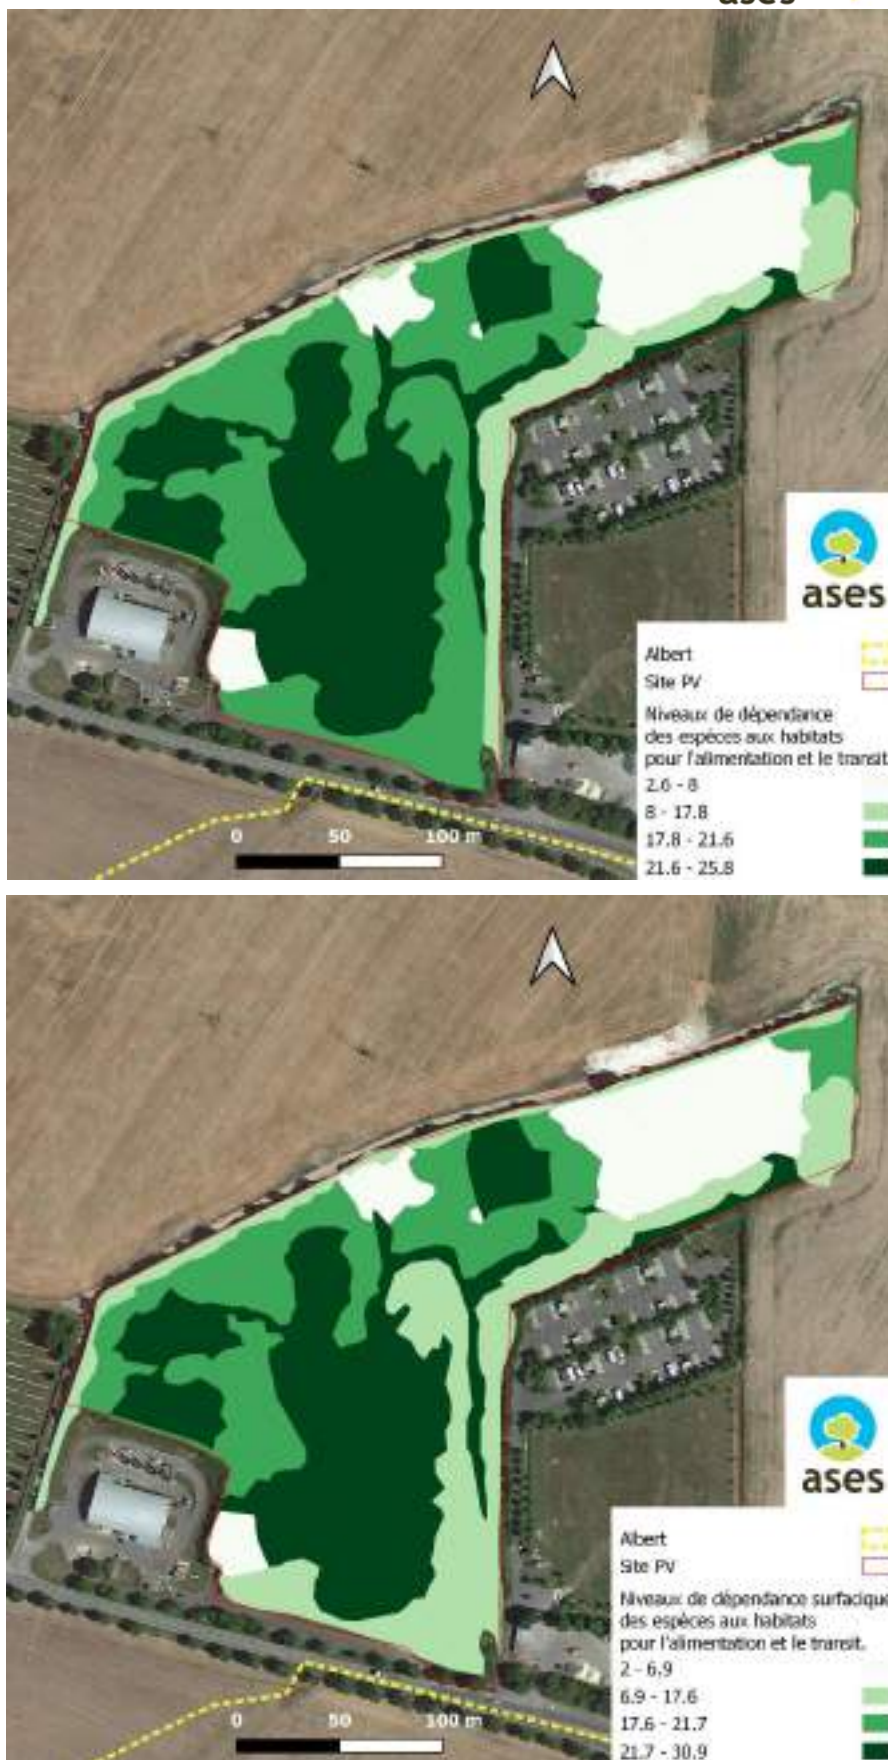 ases
0 50 100 m
ases
Albert
Site PV
Niveaux de dépendance
des espèces aux habitats
pour l'alimentation et le transit
2.6 - 8
8 - 17.8
17.8 - 21.6
21.6 - 25.8
0 50 100 m
ases
Albert
Site PV
Niveaux de dépendance surfacique
des espèces aux habitats
pour l'alimentation et le transit.
2 - 6.9
6.9 - 17.6
17.6 - 21.7
21.7 - 30.9